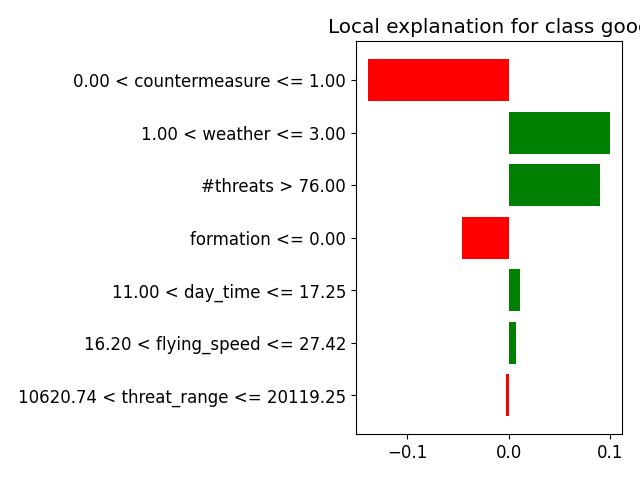 Local explanation for class good
0.00 < countermeasure <= 1.00
1.00 < weather <= 3.00
#threats > 76.00
formation <= 0.00
11.00 < day_time <= 17.25
16.20 < flying_speed <= 27.42
10620.74 < threat_range <= 20119.25
−0.1 0.0 0.1